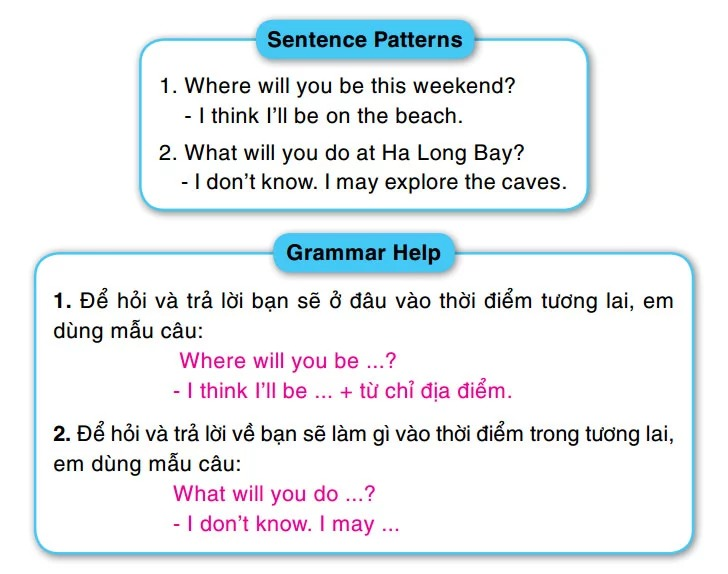 Sentence Patterns
1. Where will you be this weekend?
- I think I'll be on the beach.
2. What will you do at Ha Long Bay?
- I don't know. I may explore the caves.
Grammar Help
1. Để hỏi và trả lời bạn sẽ ở đâu vào thời điểm tương lai, em
dùng mẫu câu:
Where will you be ...?
- I think I'll be ... + từ chỉ địa điểm.
2. Để hỏi và trả lời về bạn sẽ làm gì vào thời điểm trong tương lai,
em dùng mẫu câu:
What will you do ...?
- I don't know. I may ...